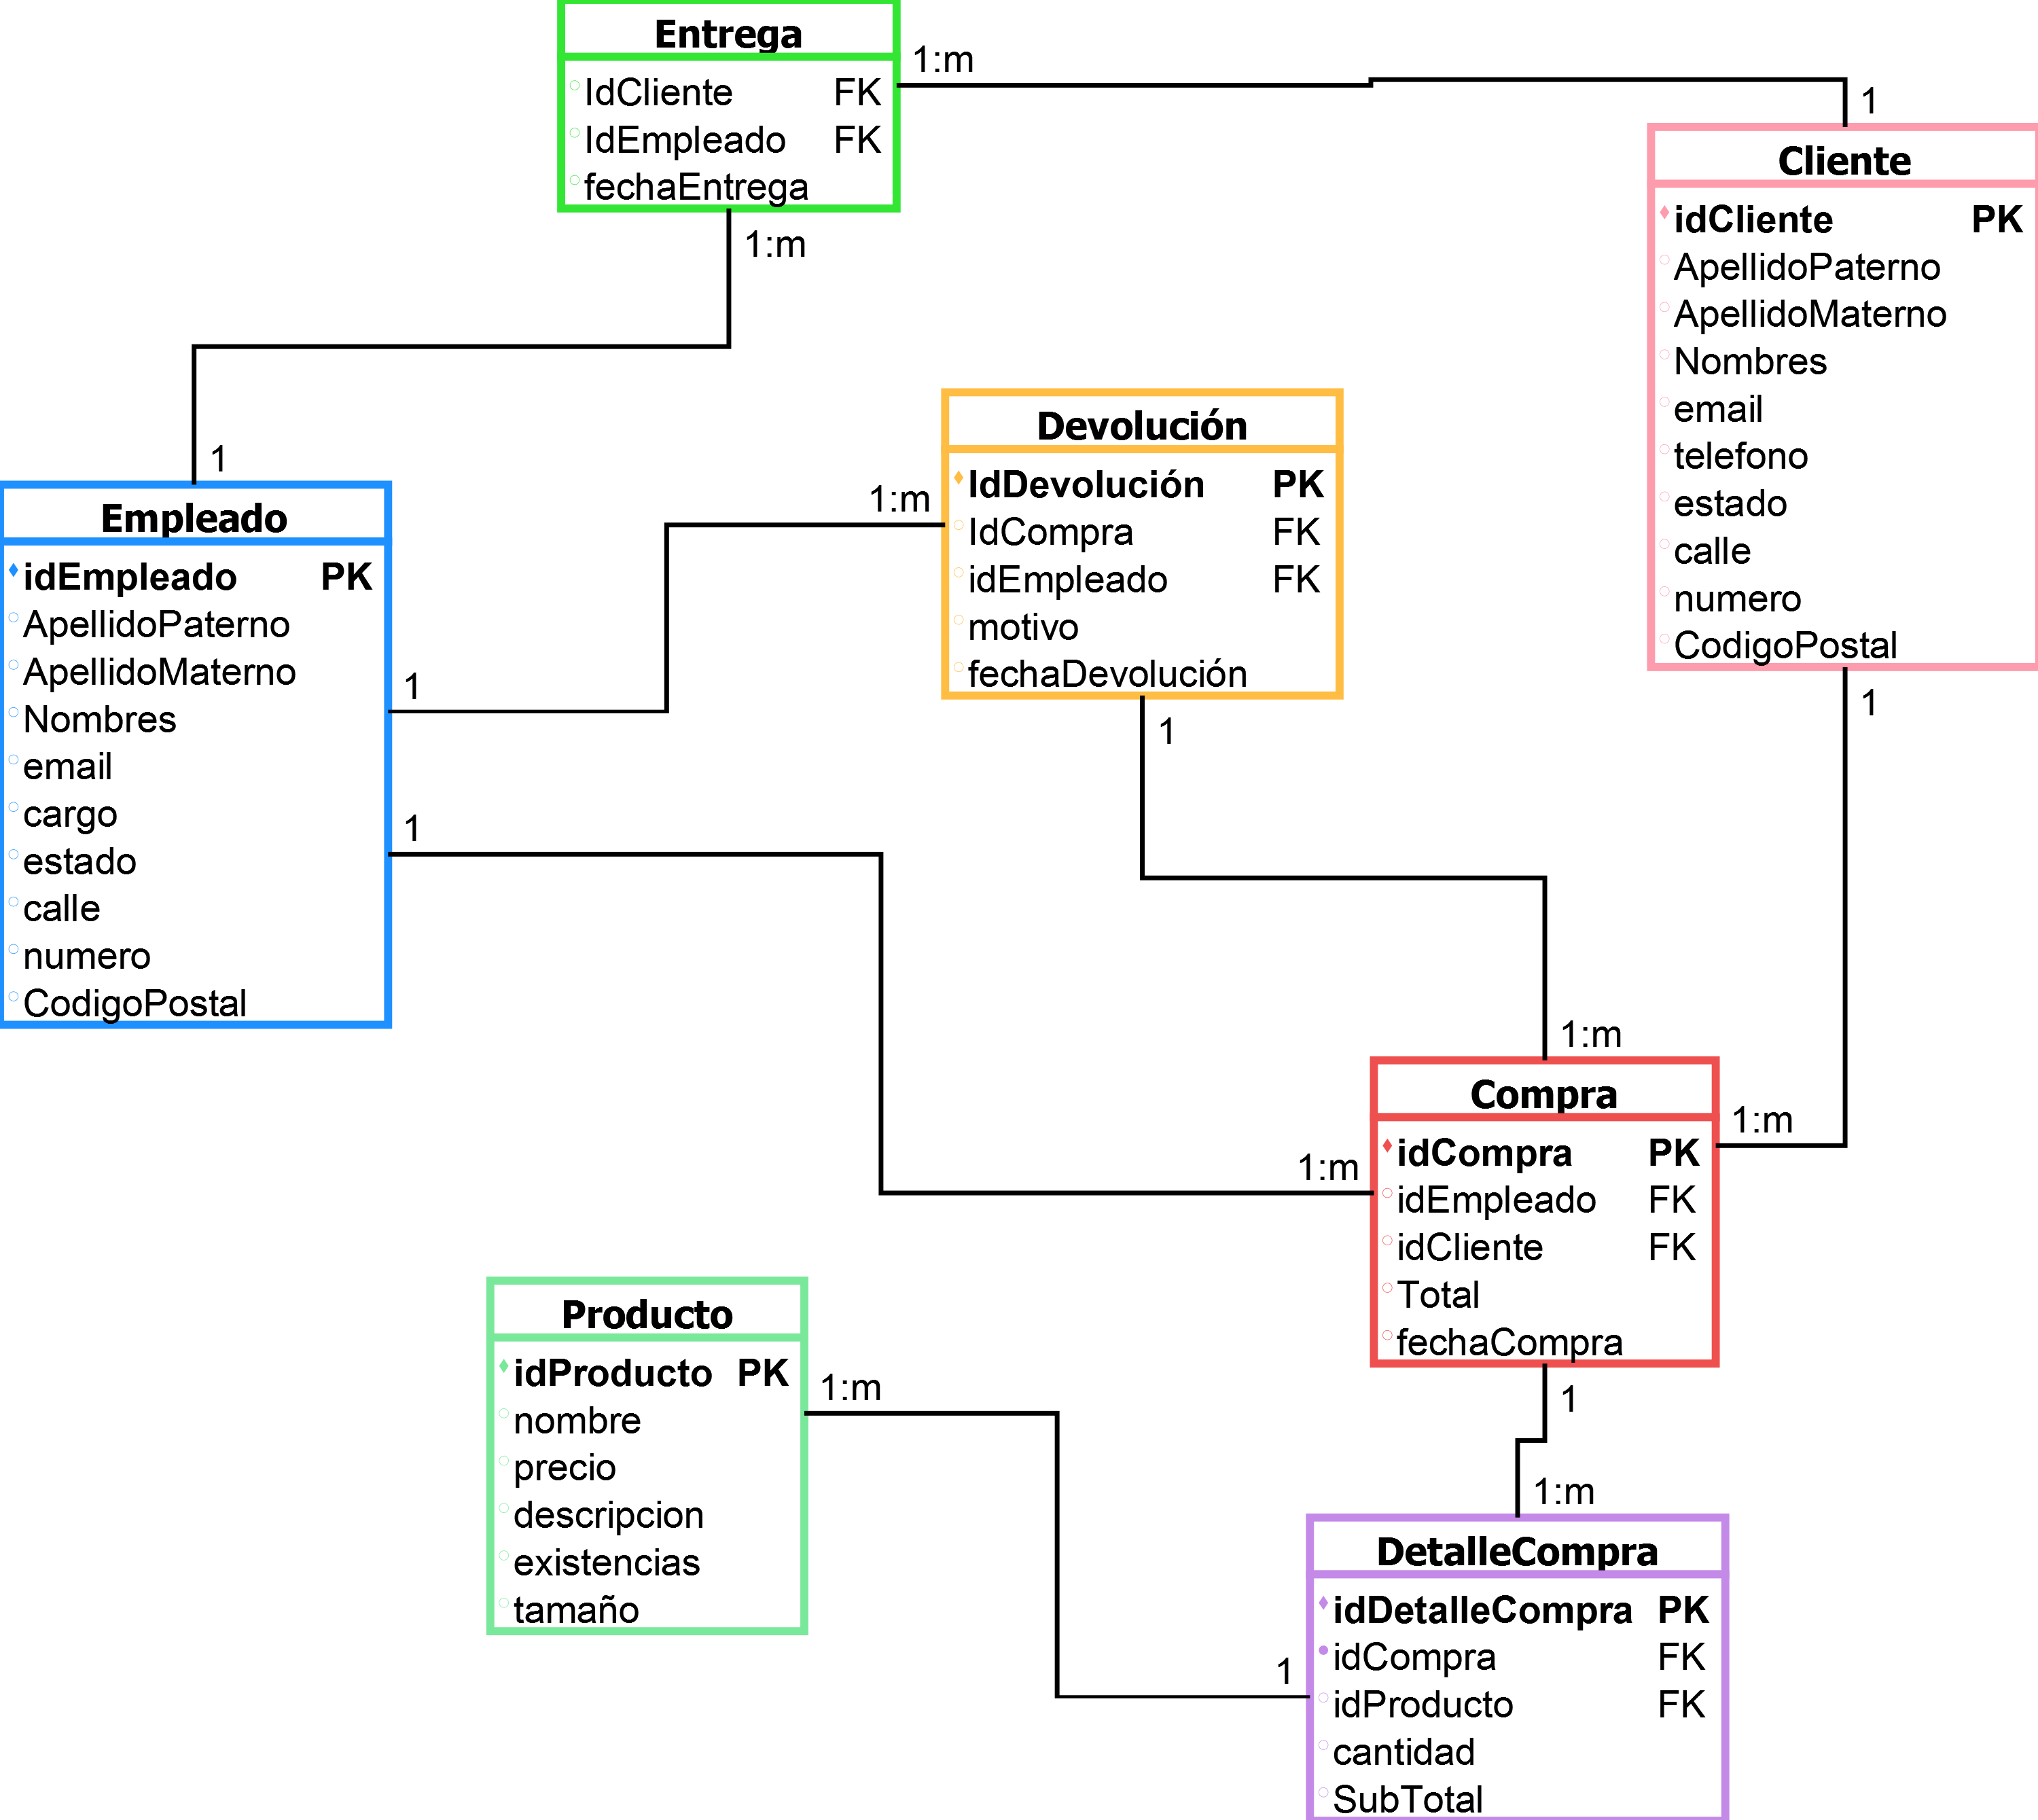 Entrega
IdCliente FK
IdEmpleado FK
fechaEntrega
1:m
1
1:m
1
Cliente
idCliente PK
ApellidoPaterno
ApellidoMaterno
Nombres
email
telefono
estado
calle
numero
CodigoPostal
1
Devolución
IdDevolución PK
IdCompra FK
idEmpleado FK
motivo
fechaDevolución
1:m
1
Empleado
idEmpleado PK
ApellidoPaterno
ApellidoMaterno
Nombres
email
cargo
estado
calle
numero
CodigoPostal
1
1
1:m
1:m
1:m
Compra
idCompra PK
idEmpleado FK
idCliente FK
Total
fechaCompra
1
Producto
idProducto PK
nombre
precio
descripcion
existencias
tamaño
1:m
1:m
1
DetalleCompra
idDetalleCompra PK
idCompra FK
idProducto FK
cantidad
SubTotal